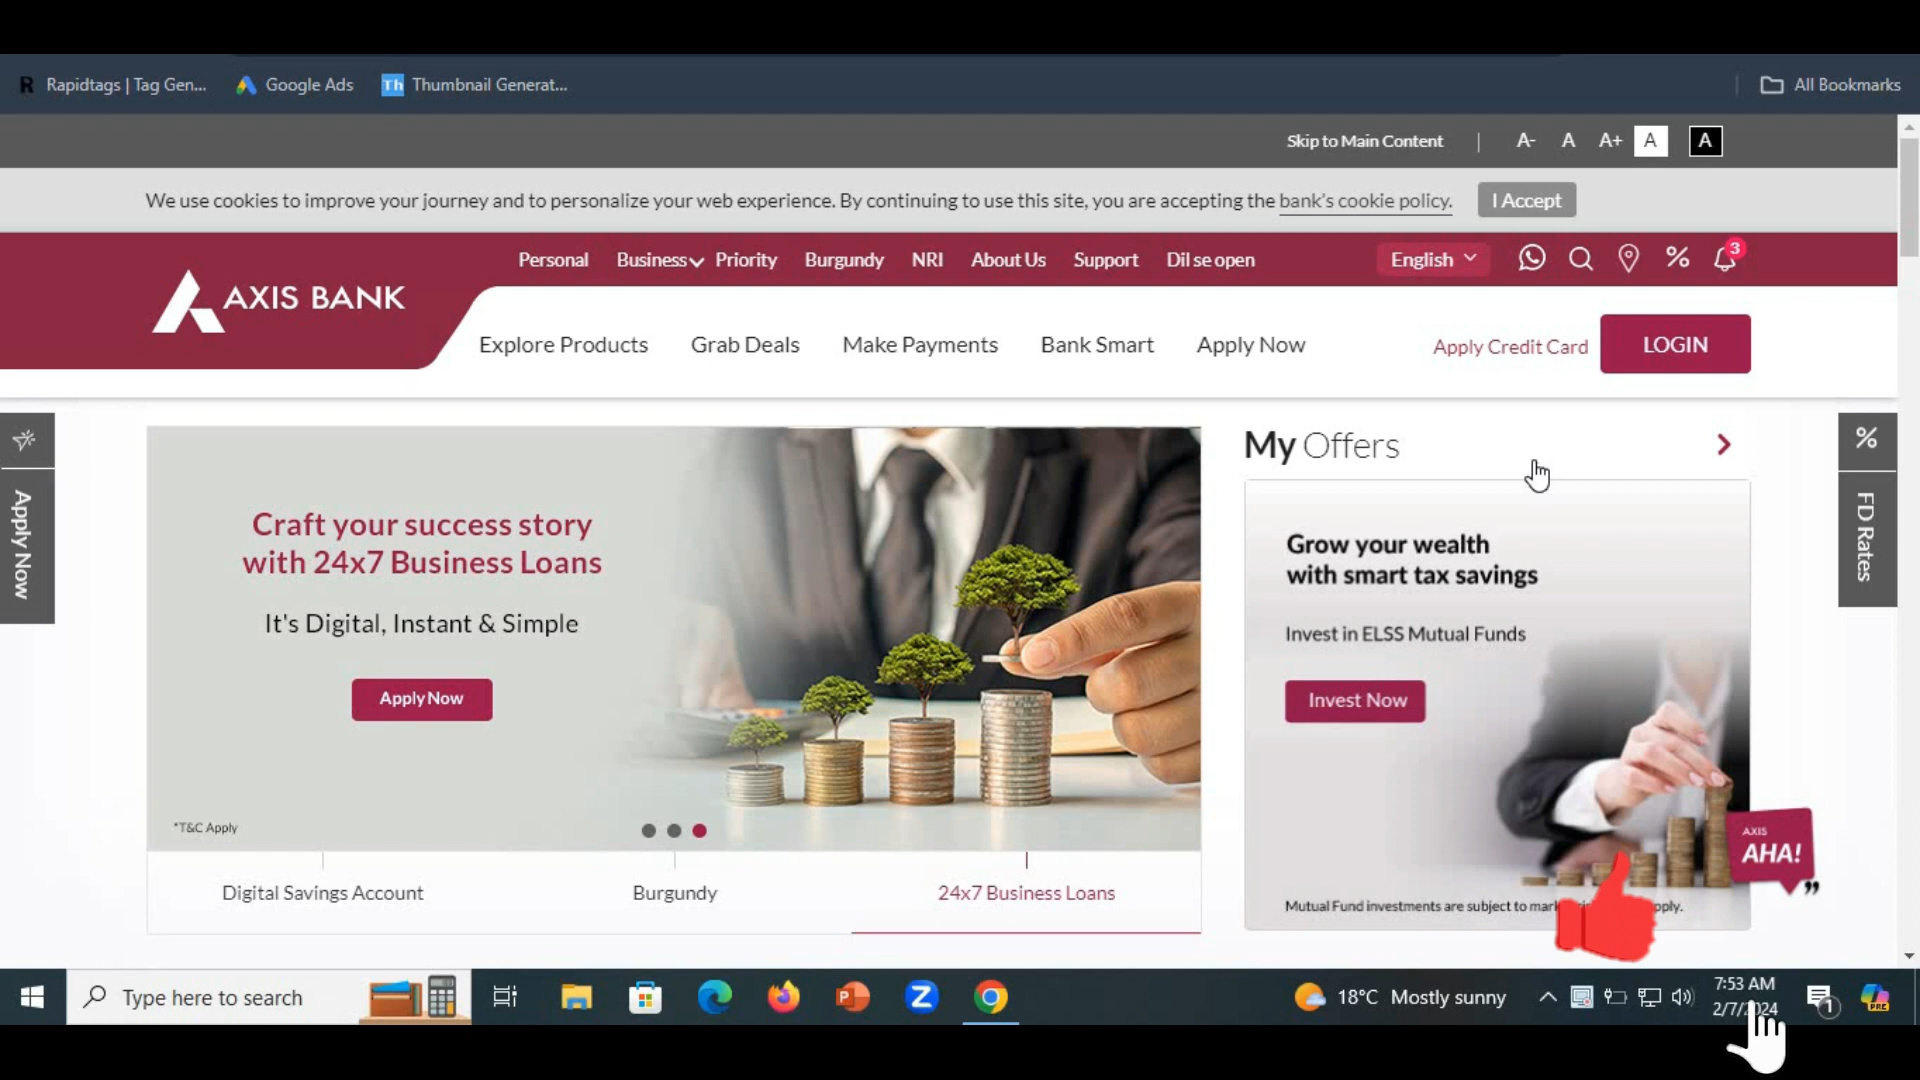 R Rapidtags | Tag Gen... Google Ads Th Thumbnail Generat... All Bookmarks
Skip to Main Content | A- A A+ A A
We use cookies to improve your journey and to personalize your web experience. By continuing to use this site, you are accepting the bank's cookie policy. I Accept
Personal Business Priority Burgundy NRI About Us Support Dil se open English % 3
AXIS BANK
Explore Products Grab Deals Make Payments Bank Smart Apply Now Apply Credit Card LOGIN
Apply Now
My Offers
%
FD Rates
Craft your success story
with 24x7 Business Loans
It's Digital, Instant & Simple
Apply Now
*T&C Apply
Digital Savings Account Burgundy 24x7 Business Loans
Grow your wealth
with smart tax savings
Invest in ELSS Mutual Funds
Invest Now
AXIS
AHA!
Mutual Fund investments are subject to
Type here to search
P Z
18°C Mostly sunny
7:53 AM
2/7/2024
1
PRE